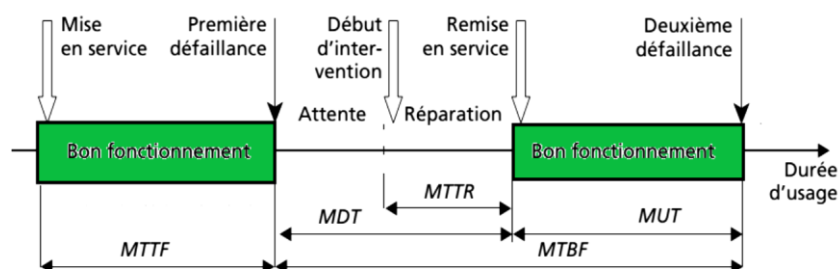 Mise
en service
Première
défaillance
Début
d'inter-
vention
Remise
en service
Deuxième
défaillance
Attente
Réparation
Bon fonctionnement
Bon fonctionnement
Durée
d'usage
MTTR
MDT
MUT
MTTF
MTBF